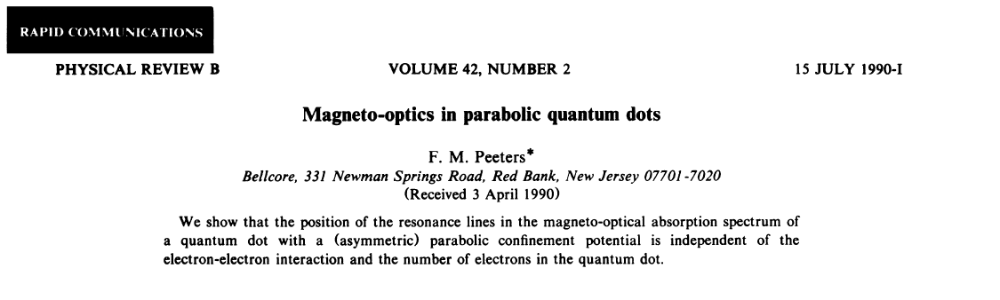 RAPID COMMUNICATIONS
PHYSICAL REVIEW B VOLUME 42, NUMBER 2 15 JULY 1990-I
Magneto-optics in parabolic quantum dots
F. M. Peeters*
Bellcore, 331 Newman Springs Road, Red Bank, New Jersey 07701-7020
(Received 3 April 1990)
We show that the position of the resonance lines in the magneto-optical absorption spectrum of
a quantum dot with a (asymmetric) parabolic confinement potential is independent of the
electron-electron interaction and the number of electrons in the quantum dot.